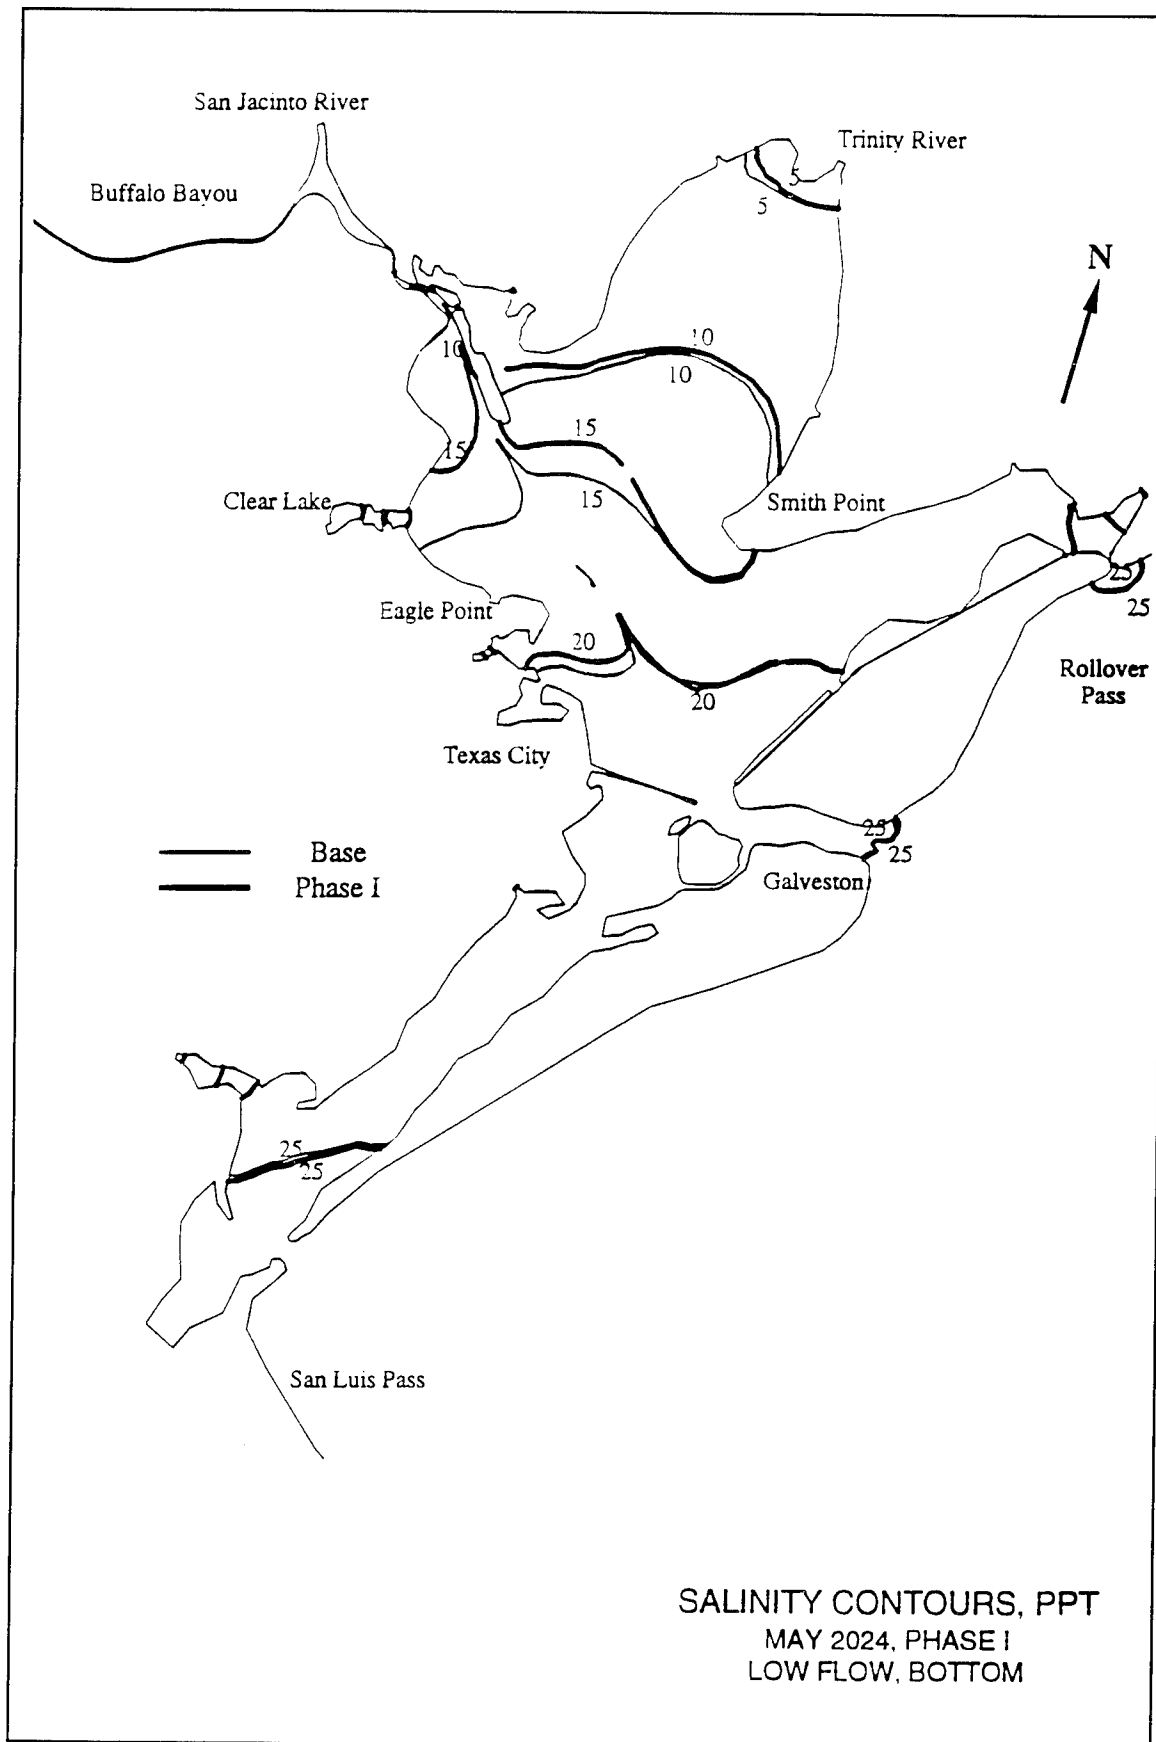 San Jacinto River
Trinity River
Buffalo Bayou
5
5
N
10
10
10
15
15
15
Clear Lake
Smith Point
25
25
Eagle Point
20
20
Rollover
Pass
Texas City
25
25
Base
Phase I
Galveston
25
25
San Luis Pass
SALINITY CONTOURS, PPT
MAY 2024, PHASE I
LOW FLOW, BOTTOM